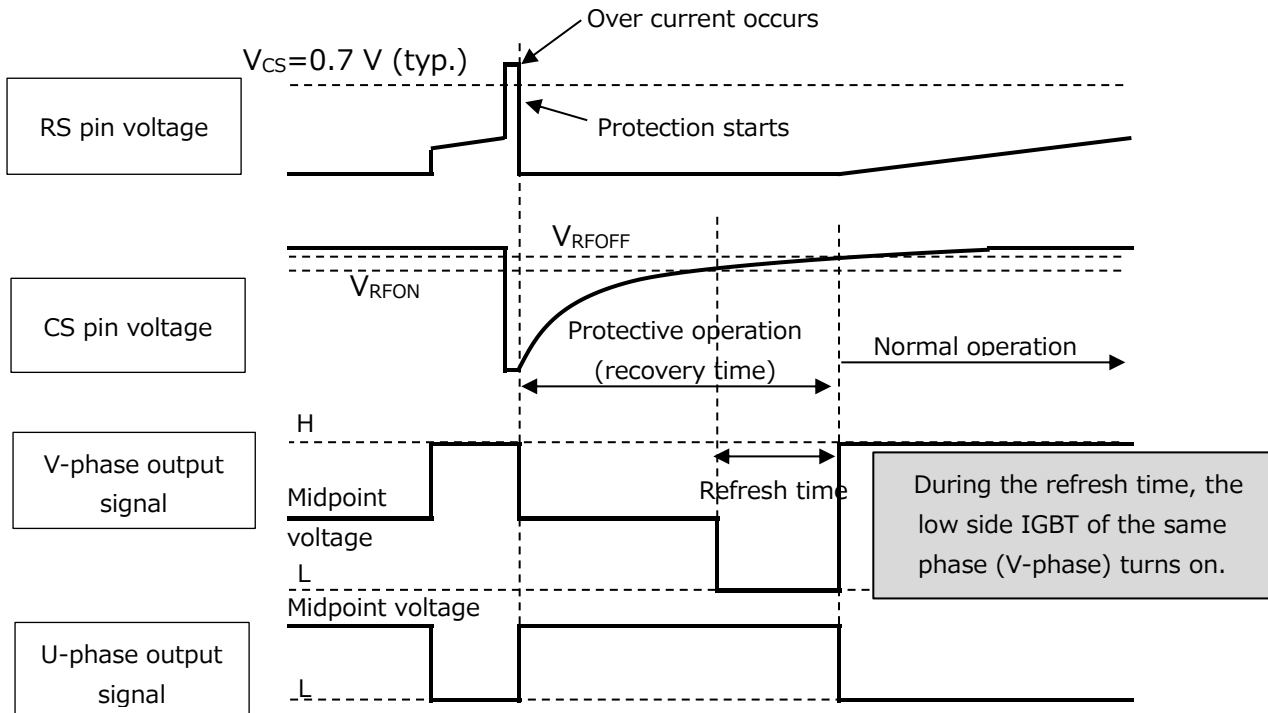 Over current occurs
VCS=0.7 V (typ.)
RS pin voltage
Protection starts
VRFOFF
VRFON
CS pin voltage
Protective operation
(recovery time)
Normal operation
H
V-phase output
signal
Midpoint
voltage
Refresh time
L
During the refresh time, the
low side IGBT of the same
phase (V-phase) turns on.
Midpoint voltage
U-phase output
signal
L